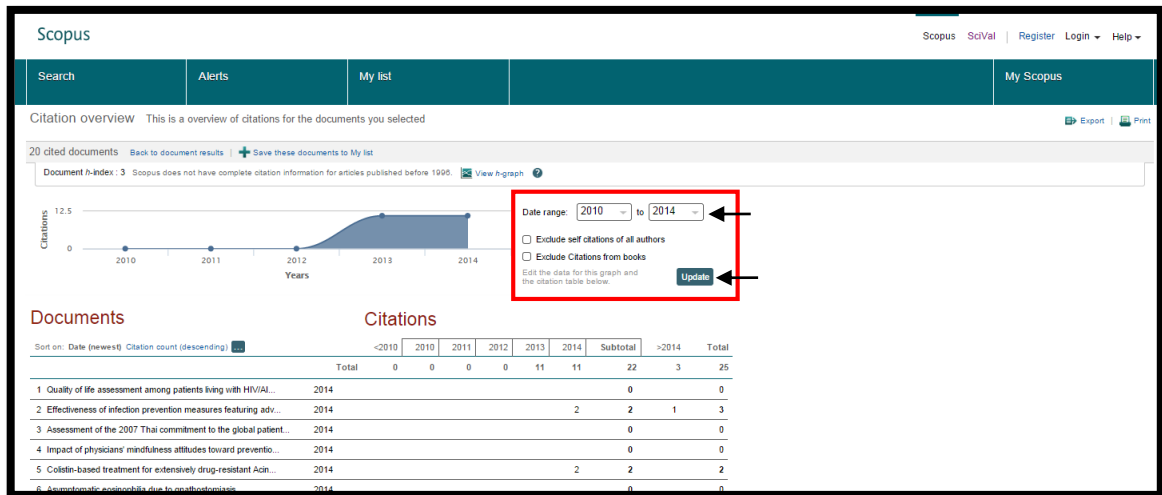 Scopus
Scopus SciVal | Register Login Help
Search Alerts My list My Scopus
Citation overview This is a overview of citations for the documents you selected
Export | Print
20 cited documents Back to document results | Save these documents to My list
Document h-index : 3 Scopus does not have complete citation information for articles published before 1996. View h-graph ?
Citations
12.5
0
2010 2011 2012 2013 2014
Years
Date range: 2010 to 2014
Exclude self citations of all authors
Exclude Citations from books
Edit the data for this graph and
the citation table below.
Update
Documents Citations
Sort on: Date (newest) Citation count (descending) ...
<2010 2010 2011 2012 2013 2014 Subtotal >2014 Total
Total 0 0 0 0 11 11 22 3 25
1 Quality of life assessment among patients living with HIV/AI... 2014 0 0
2 Effectiveness of infection prevention measures featuring adv... 2014 2 2 1 3
3 Assessment of the 2007 Thai commitment to the global patient... 2014 0 0
4 Impact of physicians' mindfulness attitudes toward preventio... 2014 0 0
5 Colistin-based treatment for extensively drug-resistant Acin... 2014 2 2 2
6 Asymptomatic eosinophilia due to gnathostomiasis 2014 0 0